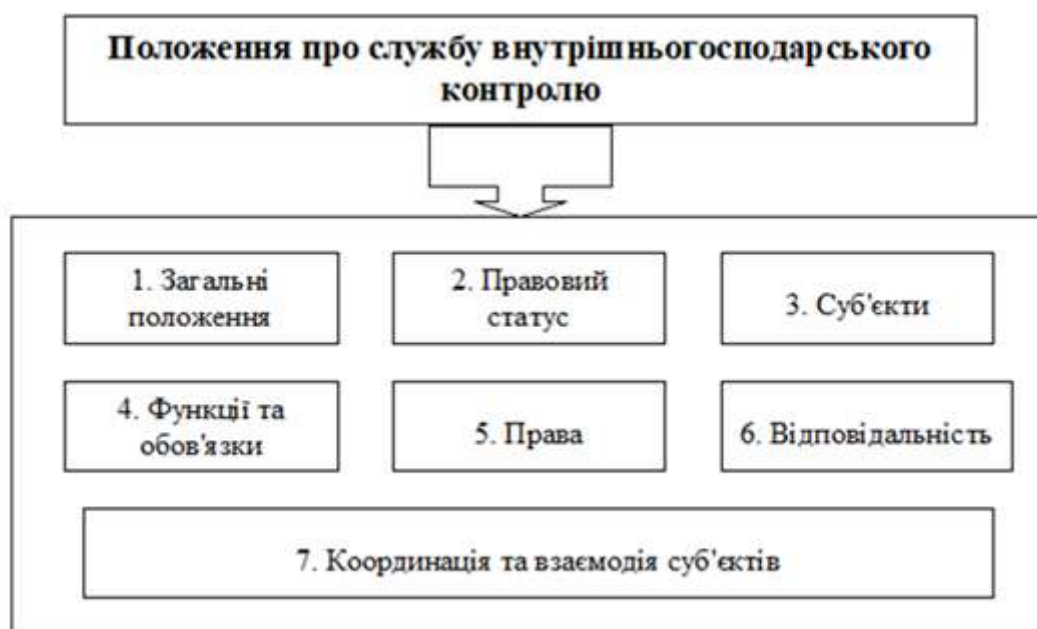 Положення про службу внутрішньогосподарського
контролю
1. Загальні
положення
2. Правовий
статус
3. Суб'єкти
4. Функції та
обов'язки
5. Права
6. Відповідальність
7. Координація та взаємодія суб'єктів